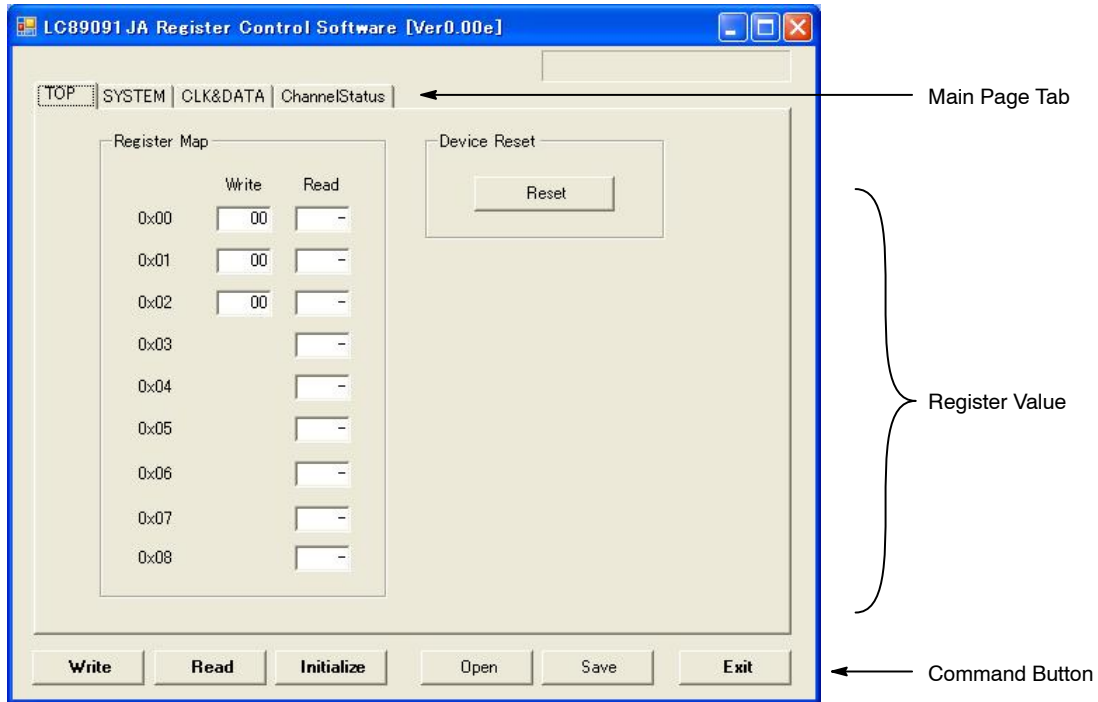 LC89091JA Register Control Software [Ver0.00e]
TOP SYSTEM CLK&DATA ChannelStatus
Main Page Tab
Register Map
Device Reset
Write Read
Reset
0x00 00 -
0x01 00 -
0x02 00 -
0x03 -
0x04 -
0x05 -
0x06 -
0x07 -
0x08 -
Register Value
Write Read Initialize Open Save Exit
Command Button